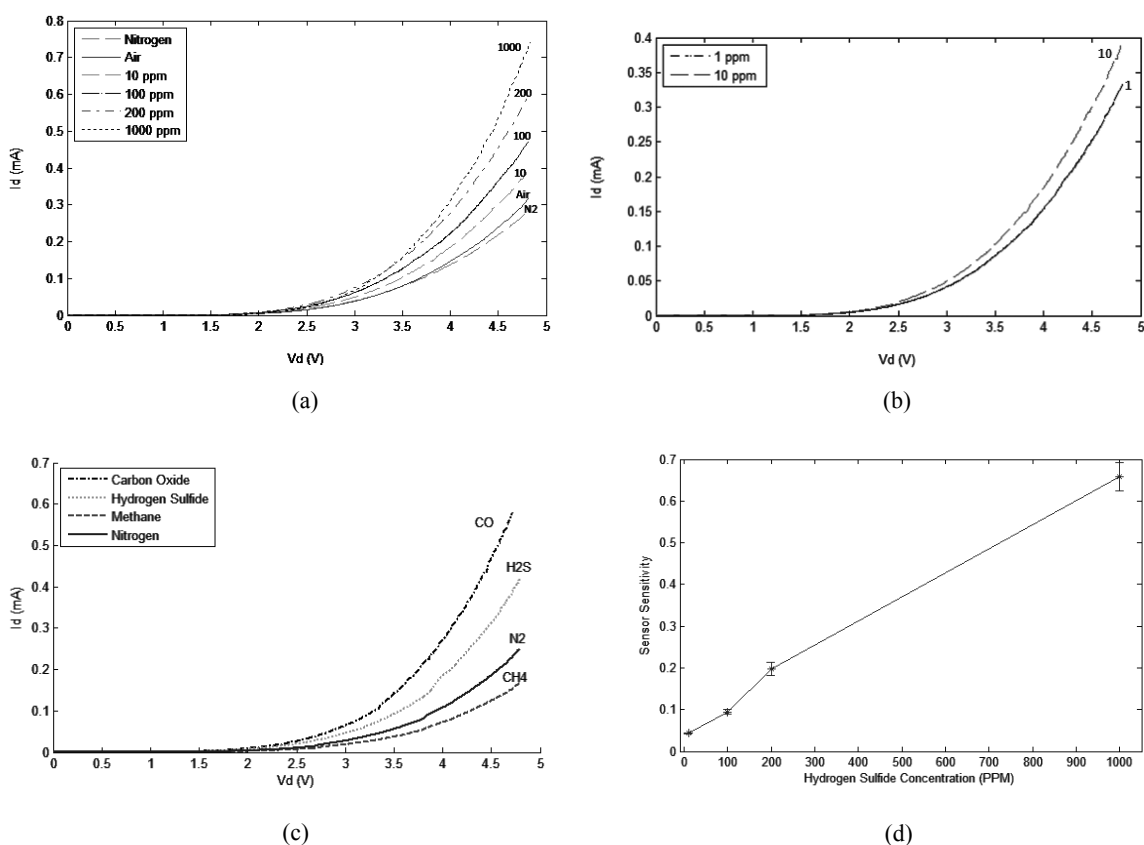 0.8
0.7
0.6
0.5
0.4
0.3
0.2
0.1
0
Id (mA)
Nitrogen
Air
10 ppm
100 ppm
200 ppm
1000 ppm
1000
200
100
10
Air
N2
0 0.5 1 1.5 2 2.5 3 3.5 4 4.5 5
Vd (V)
(a)
0.4
0.35
0.3
0.25
0.2
0.15
0.1
0.05
0
Id (mA)
1 ppm
10 ppm
10
1
0 0.5 1 1.5 2 2.5 3 3.5 4 4.5 5
Vd (V)
(b)
0.7
0.6
0.5
0.4
0.3
0.2
0.1
0
Id (mA)
Carbon Oxide
Hydrogen Sulfide
Methane
Nitrogen
CO
H2S
N2
CH4
0 0.5 1 1.5 2 2.5 3 3.5 4 4.5 5
Vd (V)
(c)
0.7
0.6
0.5
0.4
0.3
0.2
0.1
0
Sensor Sensitivity
0 100 200 300 400 500 600 700 800 900 1000
Hydrogen Sulfide Concentration (PPM)
(d)